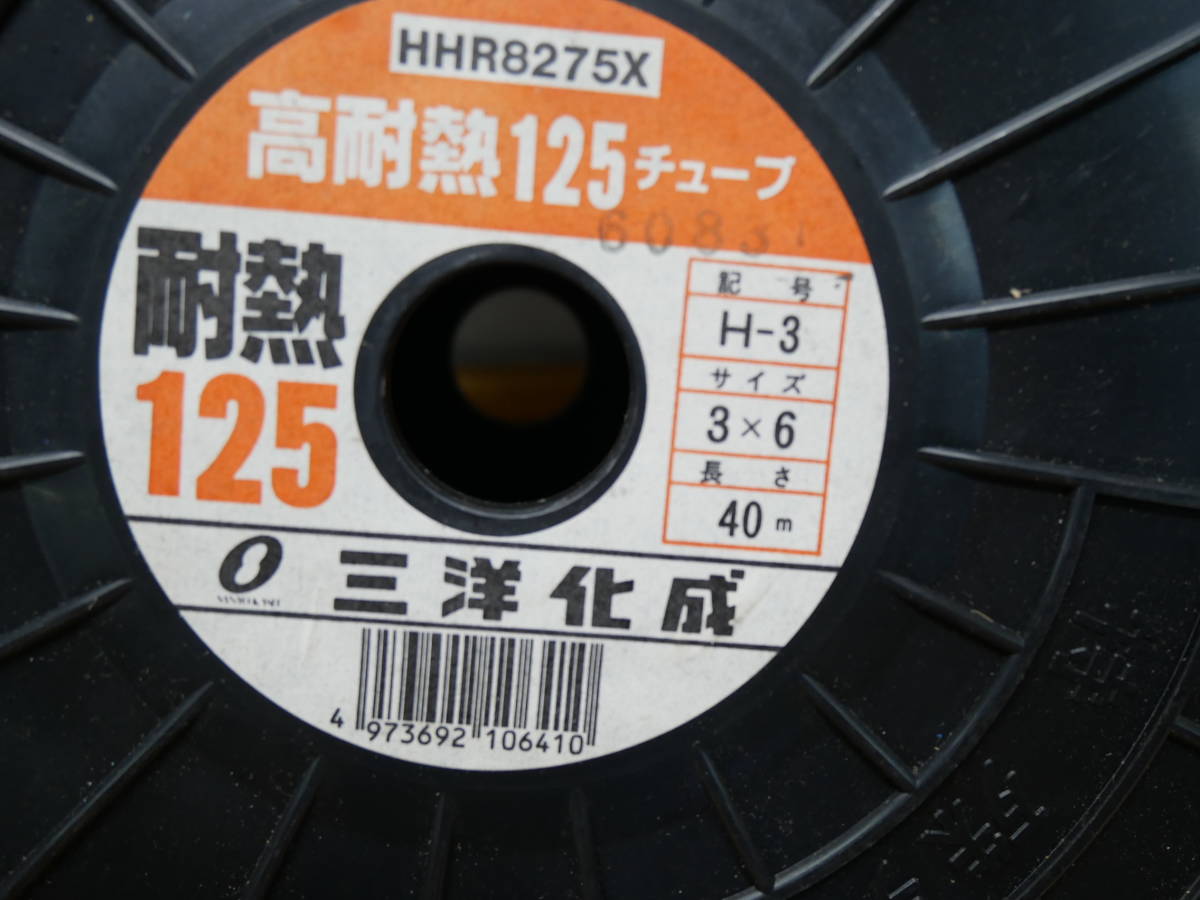 HHR8275X
高耐熱125チューブ
6083
耐熱
125
記号
H-3
サイズ
3×6
長さ
40m
三洋化成
4 973692 106410